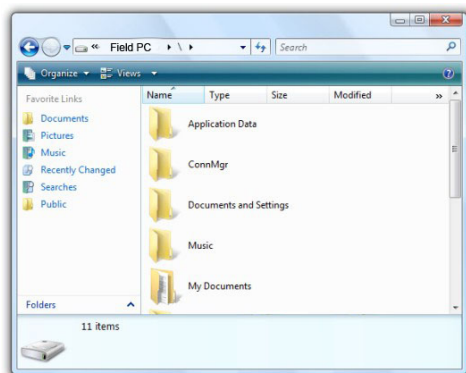 « Field PC ▸ \ ▸ Search
Organize Views
Favorite Links
Documents
Pictures
Music
Recently Changed
Searches
Public
Folders
Name Type Size Modified »
Application Data
ConnMgr
Documents and Settings
Music
My Documents
11 items